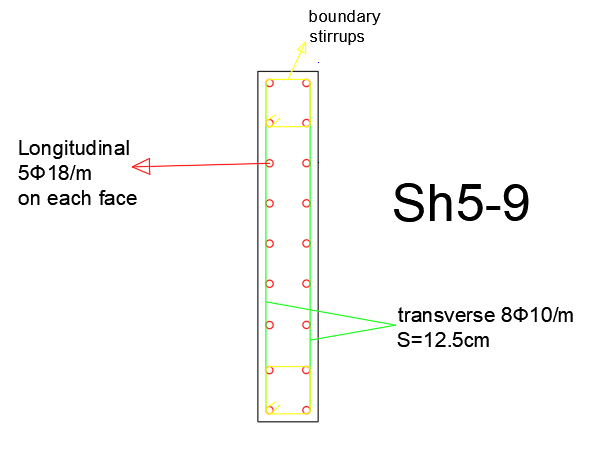 boundary
stirrups
Longitudinal
5Φ18/m
on each face
Sh5-9
transverse 8Φ10/m
S=12.5cm